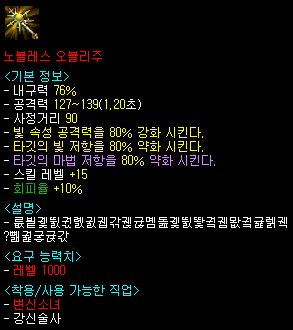 노블레스 오블리주
<기본 정보>
- 내구력 76%
- 공격력 127~139(1,20초)
- 사정거리 90
- 빛 속성 공격력을 80% 강화 시킨다.
- 타깃의 빛 저항을 80% 약화 시킨다.
- 타깃의 마법 저항을 80% 약화 시킨다.
- 스킬 레벨 +15
- 회피율 +10%
<설명>
<요구 능력치>
- 레벨 1000
<착용/사용 가능한 직업>
- 변신소녀
- 강신술사